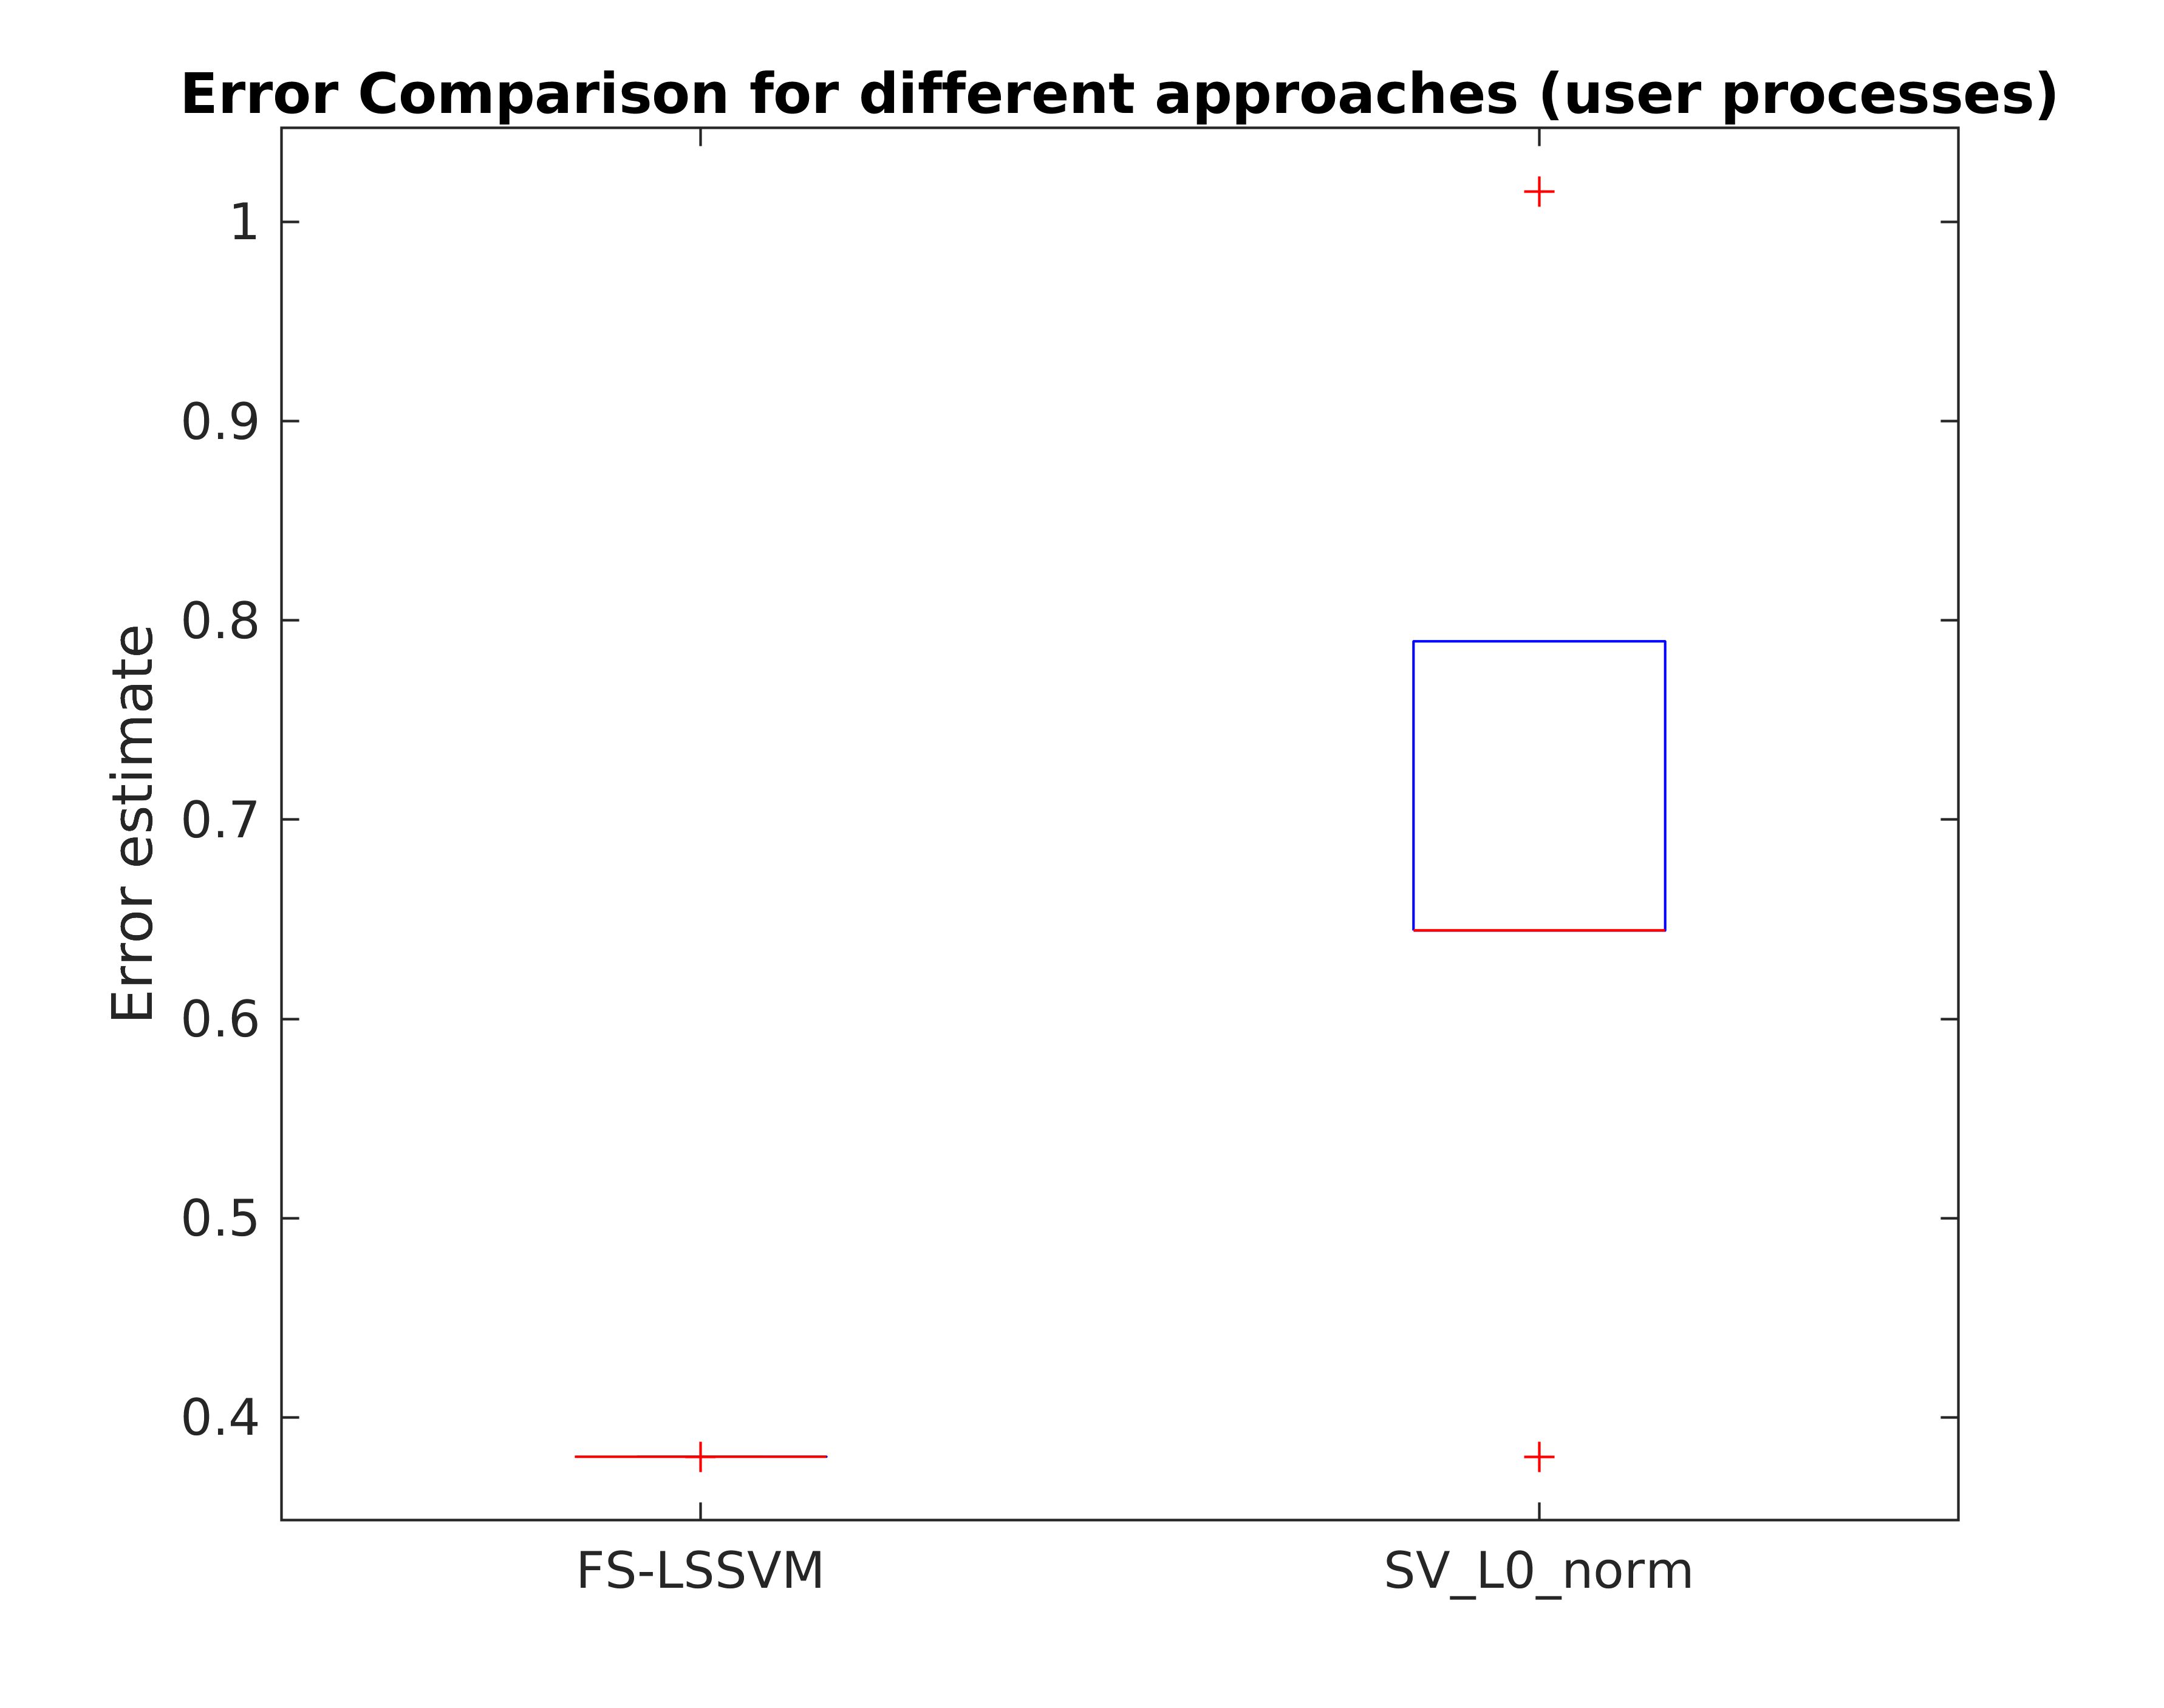 Error Comparison for different approaches (user processes)
1
0.9
0.8
0.7
0.6
0.5
0.4
Error estimate
FS-LSSVM
SV_L0_norm